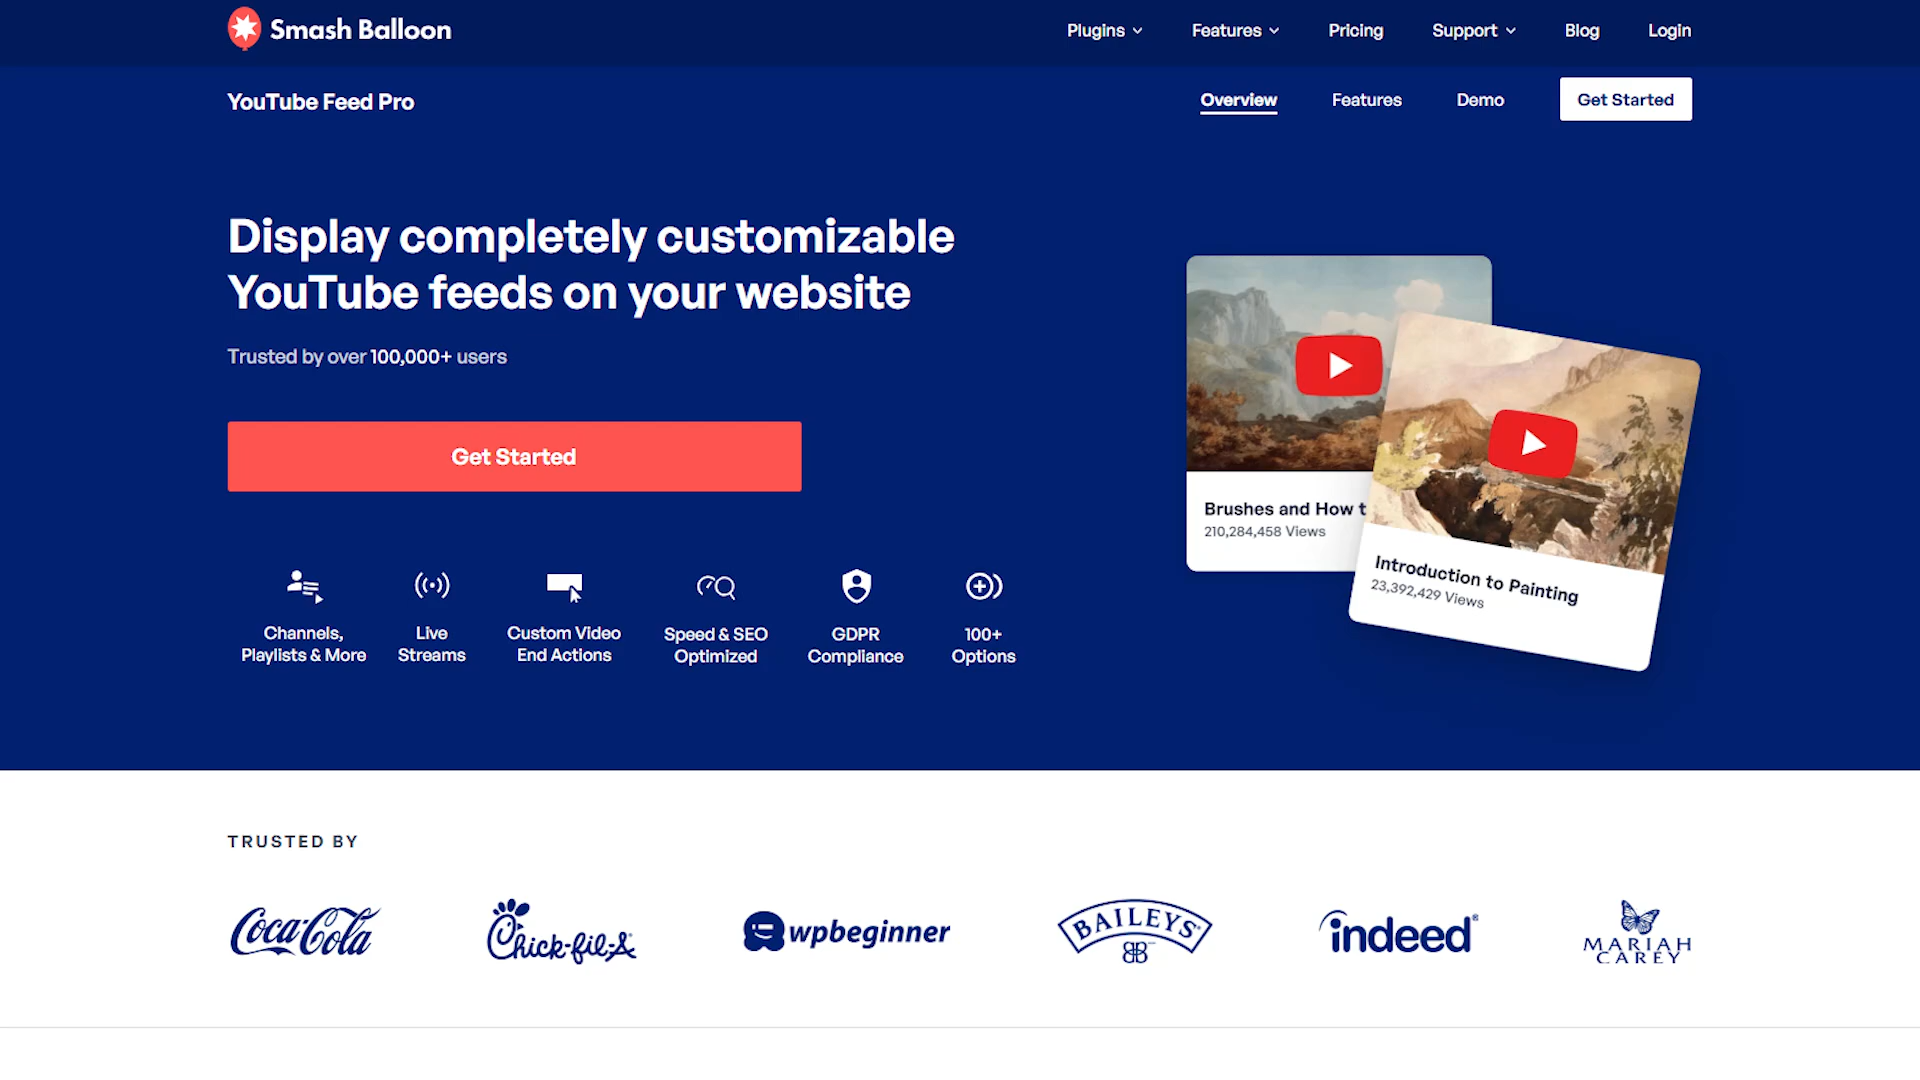 Smash Balloon
Plugins
Features
Pricing
Support
Blog
Login
YouTube Feed Pro
Overview
Features
Demo
Get Started
Display completely customizable
YouTube feeds on your website
Trusted by over 100,000+ users
Get Started
Channels,
Playlists & More
Live
Streams
Custom Video
End Actions
Speed & SEO
Optimized
GDPR
Compliance
100+
Options
Brushes and How t
210,284,458 Views
Introduction to Painting
23,392,429 Views
TRUSTED BY
Coca-Cola
Chick-fil-A
wpbeginner
BAILEYS
indeed
MARIAH
CAREY